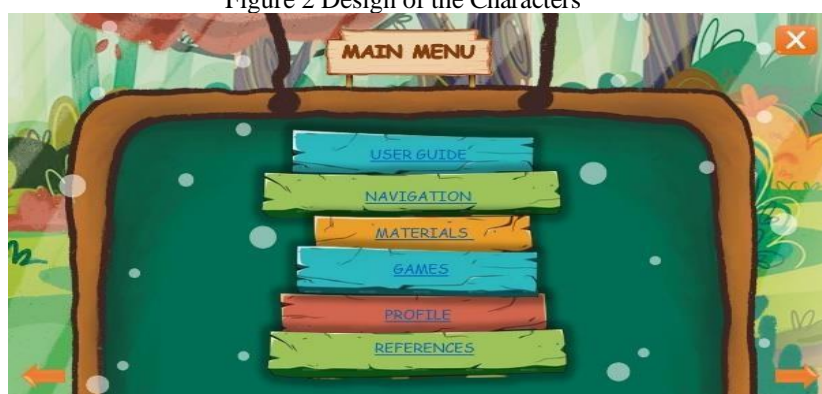 Figure 2 Design of the Characters
MAIN MENU
USER GUIDE
NAVIGATION
MATERIALS
GAMES
PROFILE
REFERENCES